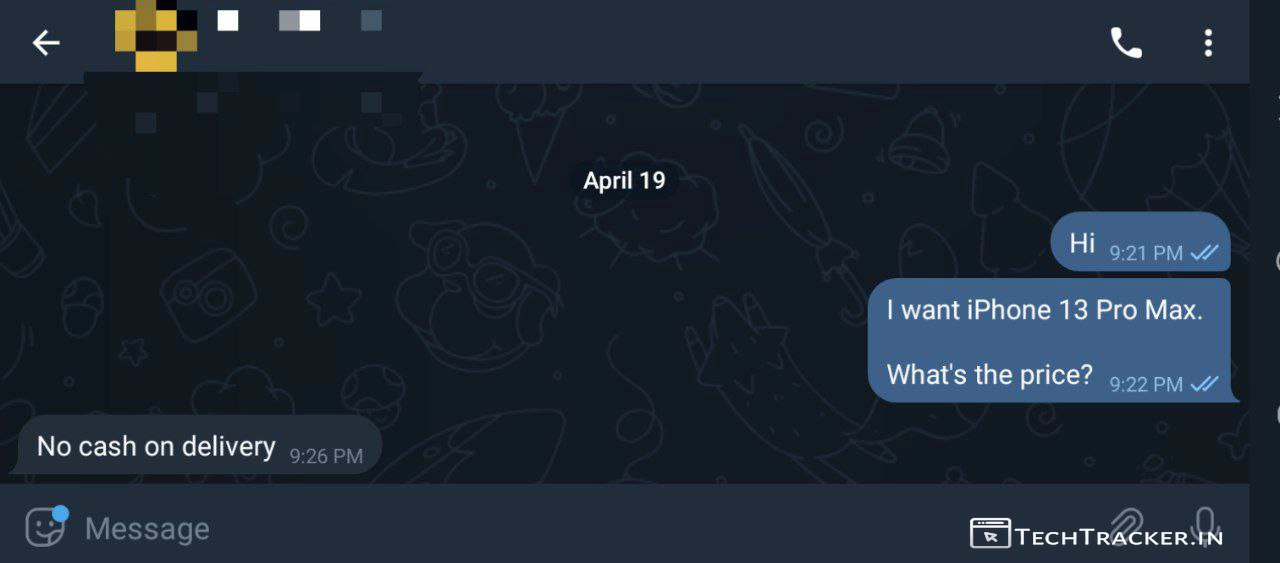 April 19
Hi 9:21 PM
I want iPhone 13 Pro Max.
What's the price? 9:22 PM
No cash on delivery 9:26 PM
Message
TECHTRACKER.IN